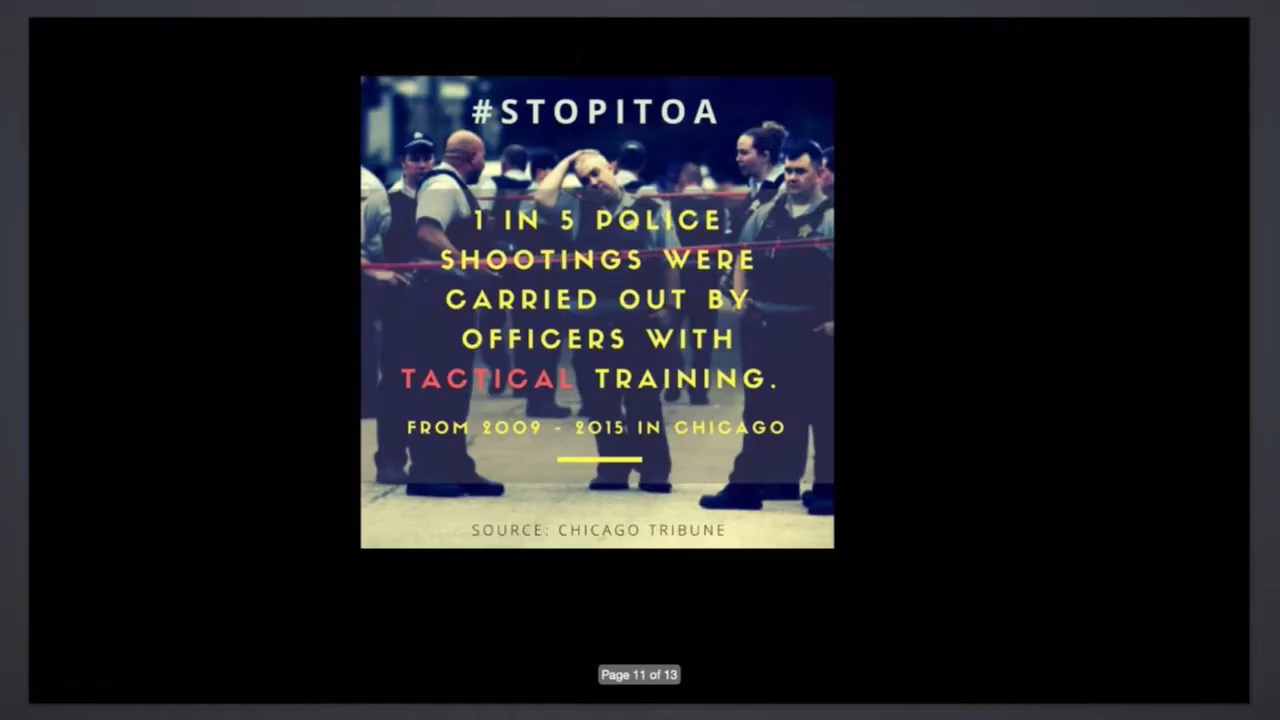 #STOPITOA
1 IN 5 POLICE
SHOOTINGS WERE
CARRIED OUT BY
OFFICERS WITH
TACTICAL TRAINING.
FROM 2009 - 2015 IN CHICAGO
SOURCE: CHICAGO TRIBUNE
Page 11 of 13